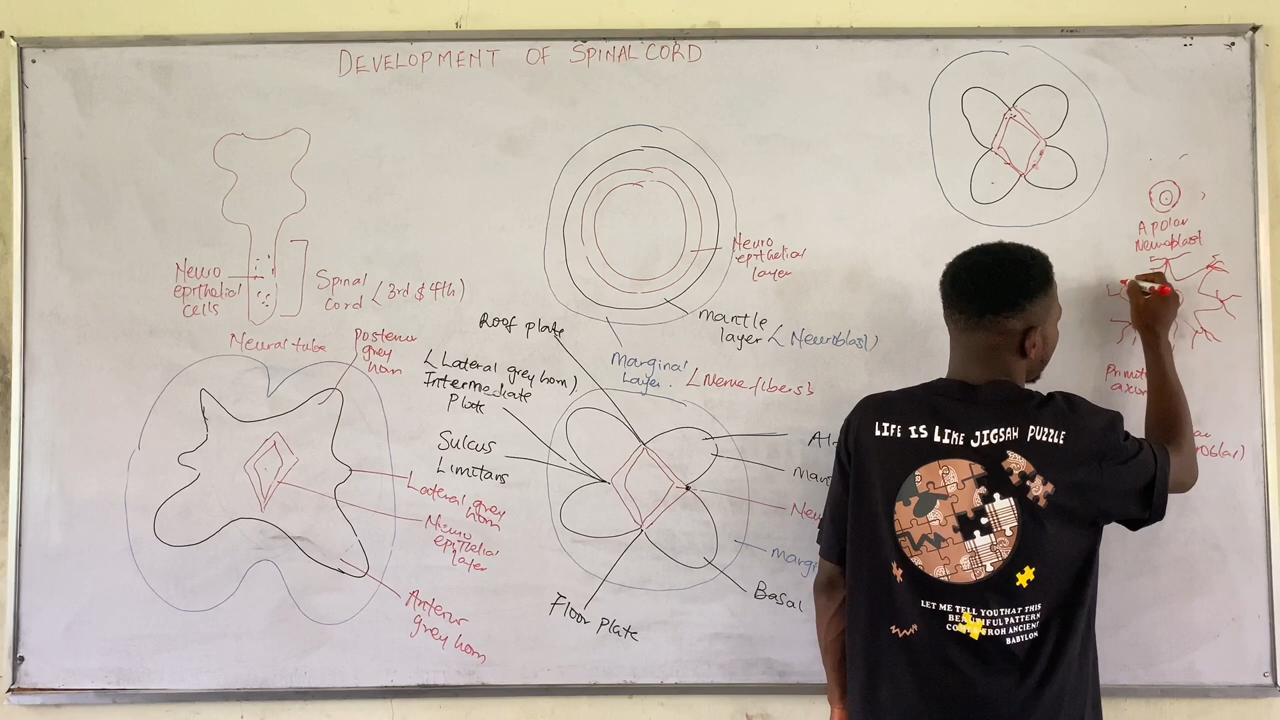 DEVELOPMENT OF SPINAL CORD
Neuro
epithelial
cells
Spinal
Cord (3rd & 4th)
Neural tube
Neuro
epithelial
layer
mantle
layer (Neuroblast)
Marginal
Layer. (Nerve fibers)
Apolar
Neuroblast
posterior
grey
horn
Lateral grey
horn
Neuro
epithelial
layer
Anterior
grey horn
Roof plate
(Lateral grey horn)
Intermediate
Plate
Sulcus
Limitans
Floor plate
Basal
LIFE IS LIKE JIGSAW PUZZLE
LET ME TELL YOU THAT THIS
BEAUTIFUL PATTERN
FROH ANCIENT
BABYLON